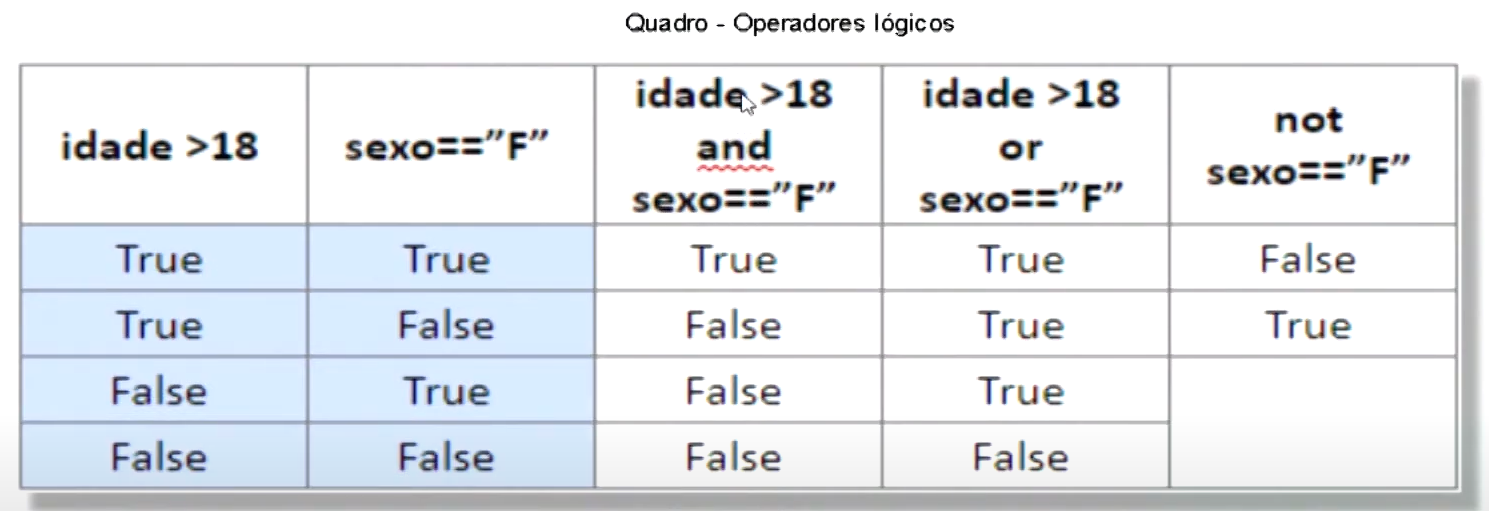 Quadro - Operadores lógicos
idade >18
sexo==”F”
idade >18
and
sexo==”F”
idade >18
or
sexo==”F”
not
sexo==”F”
True True True True False
True False False True True
False True False True
False False False False